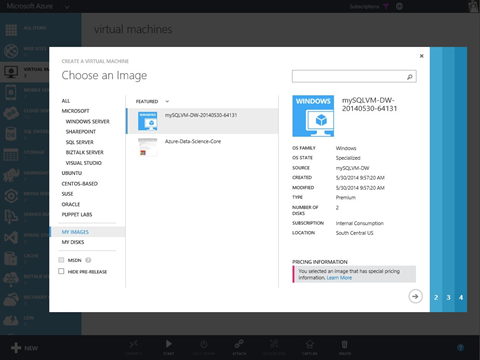 Microsoft Azure
Subscriptions
ALL ITEMS
virtual machines
CREATE A VIRTUAL MACHINE
Choose an Image
ALL
MICROSOFT
WINDOWS SERVER
SHAREPOINT
SQL SERVER
BIZTALK SERVER
VISUAL STUDIO
UBUNTU
CENTOS-BASED
SUSE
ORACLE
PUPPET LABS
MY IMAGES
MY DISKS
MSDN
HIDE PRE-RELEASE
FEATURED
mySQLVM-DW-20140530-64131
Azure-Data-Science-Core
WINDOWS
mySQLVM-DW-
20140530-64131
OS FAMILY Windows
OS STATE Specialized
SOURCE mySQLVM-DW
CREATED 5/30/2014 9:57:20 AM
MODIFIED 5/30/2014 9:57:20 AM
TYPE Premium
NUMBER OF
DISKS 2
SUBSCRIPTION Internal Consumption
LOCATION South Central US
PRICING INFORMATION
You selected an image that has special pricing
information. Learn More
2 3 4
NEW